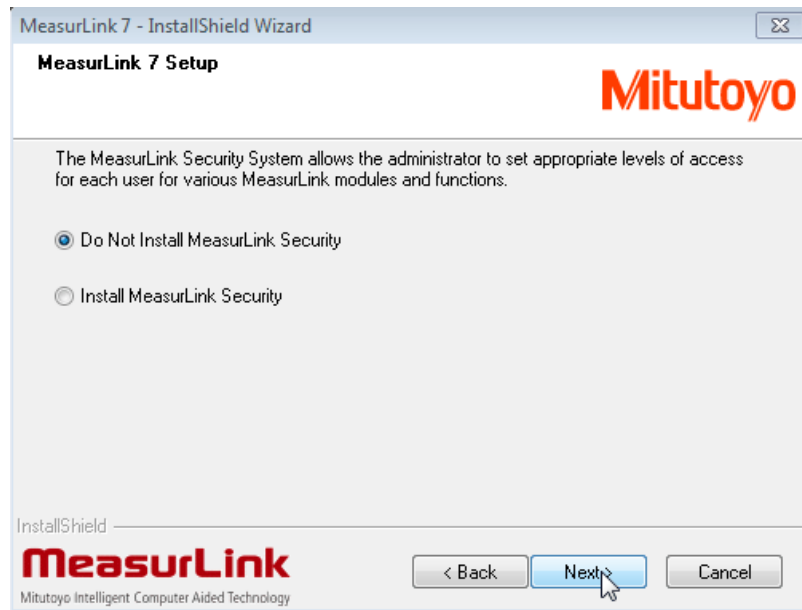 MeasurLink 7 - InstallShield Wizard
MeasurLink 7 Setup
Mitutoyo
The MeasurLink Security System allows the administrator to set appropriate levels of access
for each user for various MeasurLink modules and functions.
Do Not Install MeasurLink Security
Install MeasurLink Security
InstallShield
MeasurLink
Mitutoyo Intelligent Computer Aided Technology
< Back
Next >
Cancel